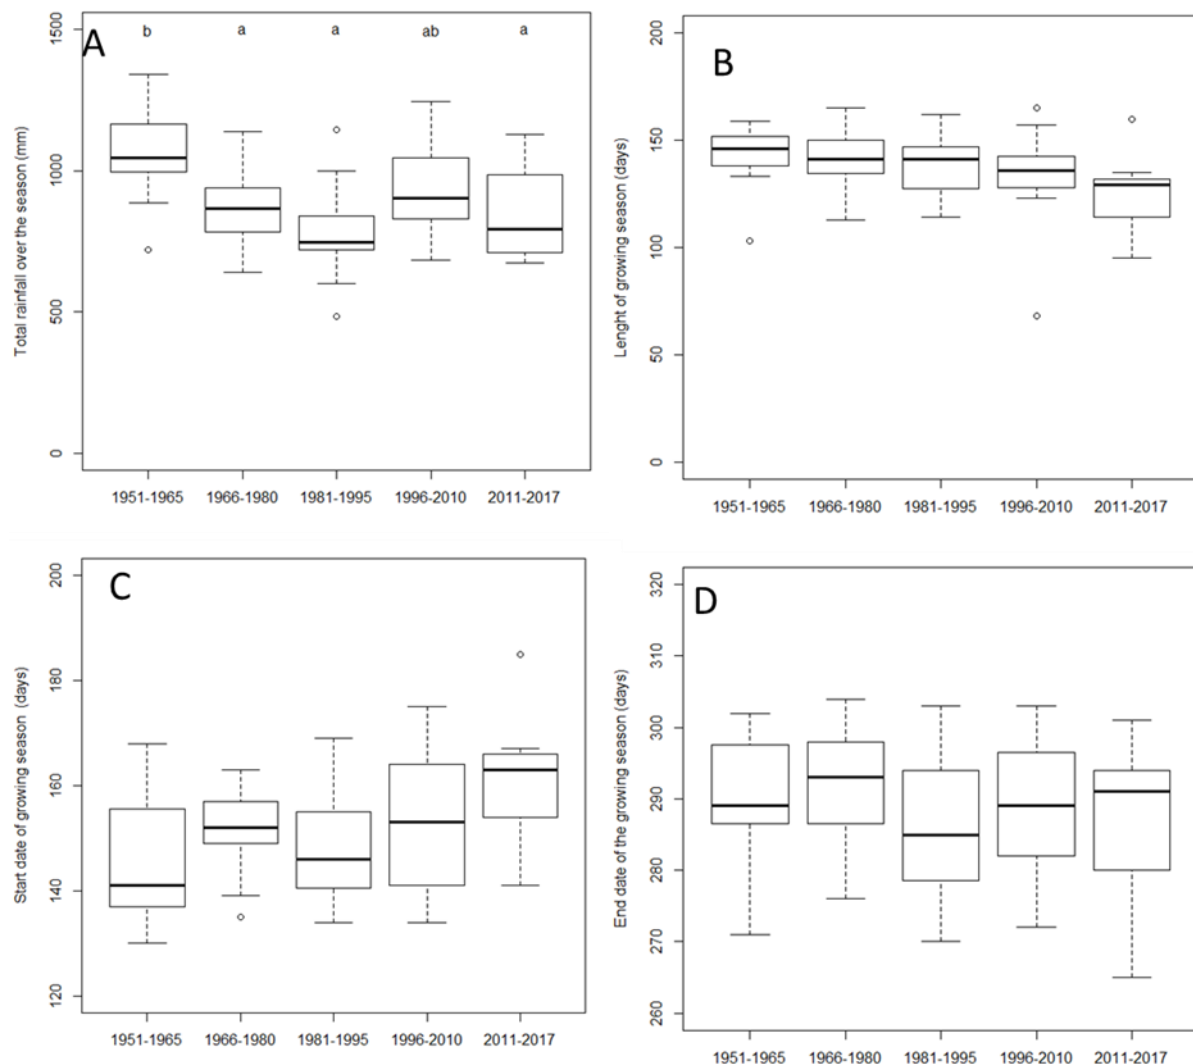 A
b a a ab a
Total rainfall over the season (mm)
1500
1000
500
0
1951-1965 1966-1980 1981-1995 1996-2010 2011-2017
B
Lenght of growing season (days)
200
150
100
50
0
1951-1965 1966-1980 1981-1995 1996-2010 2011-2017
C
Start date of growing season (days)
200
180
160
140
120
1951-1965 1966-1980 1981-1995 1996-2010 2011-2017
D
End date of the growing season (days)
320
310
300
290
280
270
260
1951-1965 1966-1980 1981-1995 1996-2010 2011-2017